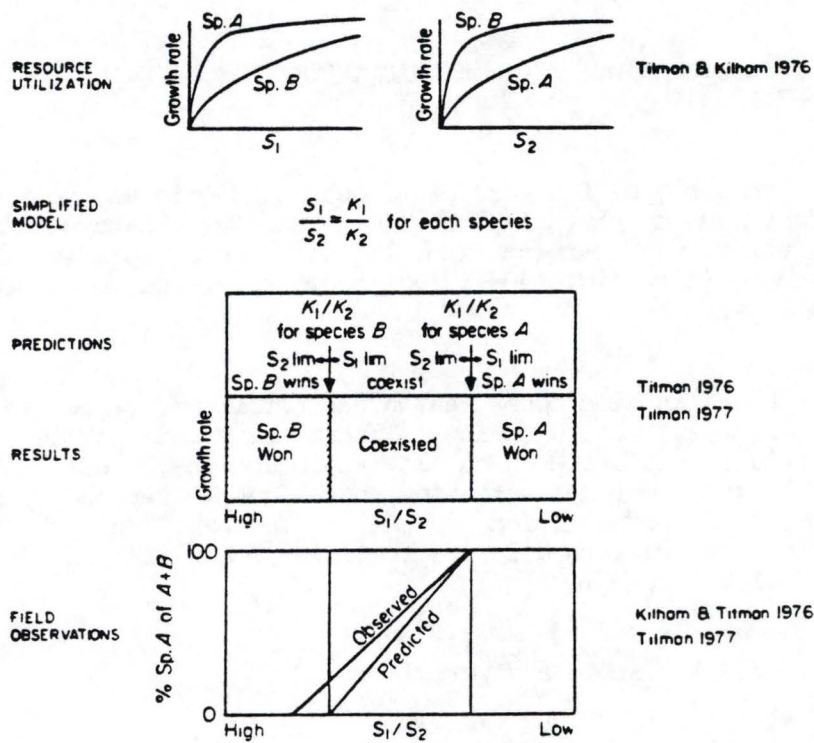 Sp. A
Sp. B
Growth rate
S₁
Sp. B
Sp. A
Growth rate
S₂
RESOURCE
UTILIZATION
Tilman & Kilham 1976
SIMPLIFIED
MODEL
S₁/S₂ ≈ K₁/K₂ for each species
PREDICTIONS
K₁/K₂ K₁/K₂
for species B for species A
S₂ lim S₁ lim S₂ lim S₁ lim
Sp. B wins coexist Sp. A wins
Tilman 1976
Tilman 1977
RESULTS
Growth rate
Sp. B
Won
Coexisted
Sp. A
Won
High S₁/S₂ Low
FIELD
OBSERVATIONS
% Sp. A of A+B
100
0
Observed
Predicted
Kilham & Tilman 1976
Tilman 1977
High S₁/S₂ Low